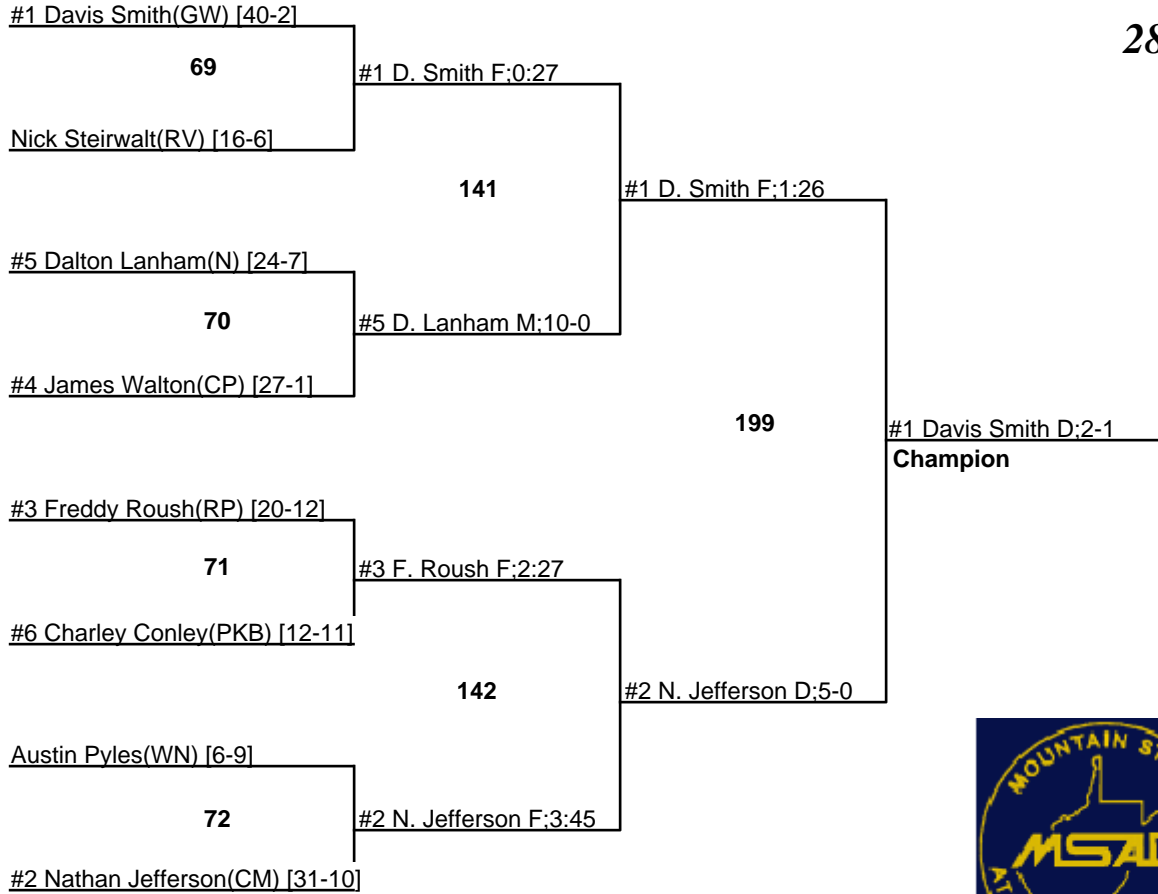 #1 Davis Smith(GW) [40-2]
28
69
#1 D. Smith F;0:27
Nick Steirwalt(RV) [16-6]
141
#1 D. Smith F;1:26
#5 Dalton Lanham(N) [24-7]
70
#5 D. Lanham M;10-0
#4 James Walton(CP) [27-1]
199
#1 Davis Smith D;2-1
Champion
#3 Freddy Roush(RP) [20-12]
71
#3 F. Roush F;2:27
#6 Charley Conley(PKB) [12-11]
142
#2 N. Jefferson D;5-0
Austin Pyles(WN) [6-9]
72
#2 N. Jefferson F;3:45
#2 Nathan Jefferson(CM) [31-10]
MOUNTAIN